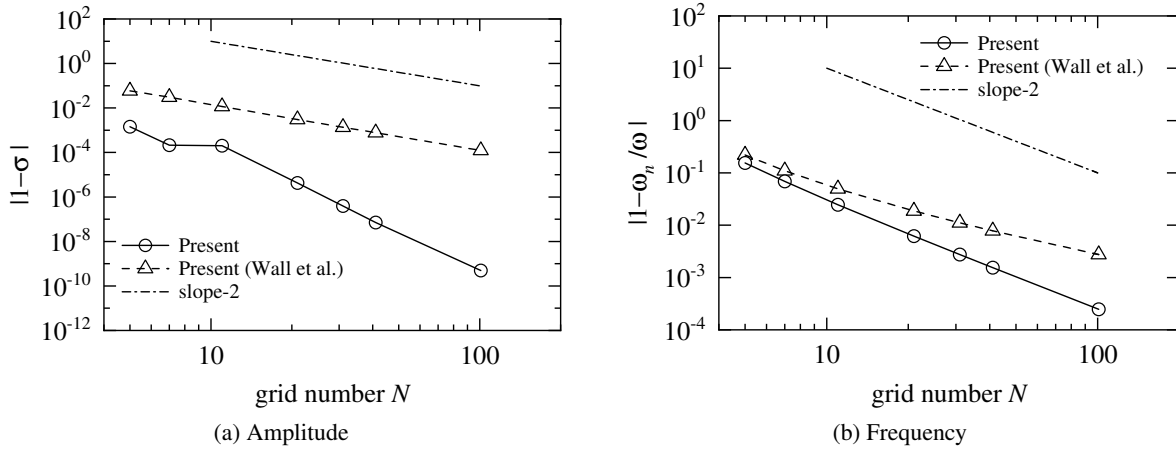 10^2
10^0
10^-2
10^-4
10^-6
10^-8
10^-10
10^-12
|1−σ |
Present
Present (Wall et al.)
slope-2
10
100
grid number N
(a) Amplitude
10^2
10^1
10^0
10^-1
10^-2
10^-3
10^-4
|1−ω_n /ω |
Present
Present (Wall et al.)
slope-2
10
100
grid number N
(b) Frequency